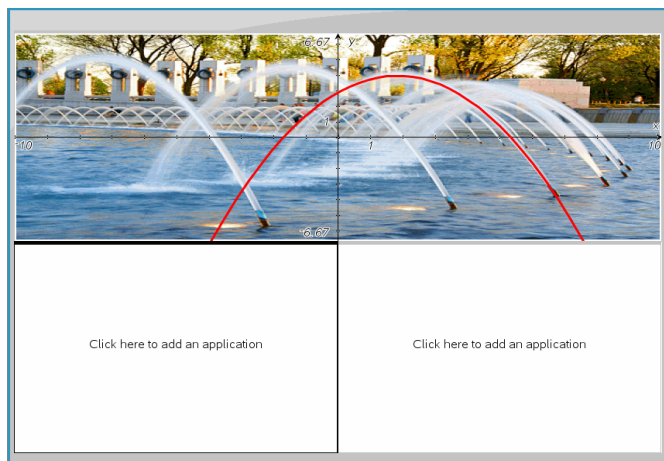 6.67 y
1
x
-10 1 10
-6.67
Click here to add an application Click here to add an application